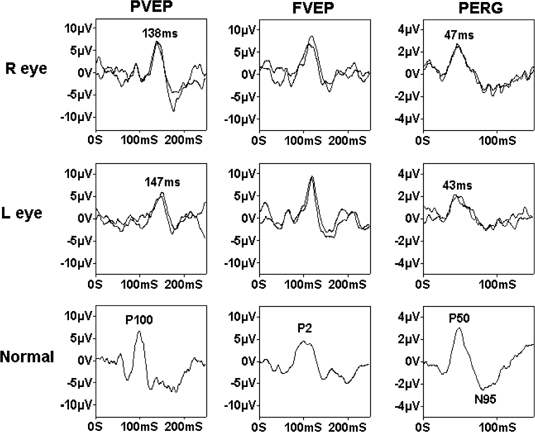 PVEP FVEP PERG
R eye
10µV 10µV 4µV
138ms 47ms
5µV 5µV 2µV
0V 0V 0V
-5µV -5µV -2µV
-10µV -10µV -4µV
0S 100mS 200mS 0S 100mS 200mS 0S 100mS
L eye
10µV 10µV 4µV
147ms 43ms
5µV 5µV 2µV
0V 0V 0V
5µV 5µV 2µV
10µV 10µV 4µV
0S 100mS 200mS 0S 100mS 200mS 0S 100mS
Normal
10µV 10µV 4µV
P100 P2 P50
5µV 5µV 2µV
0V 0V 0V
-5µV -5µV -2µV
N95
-10µV -10µV -4µV
0S 100mS 200mS 0S 100mS 200mS 0S 100mS